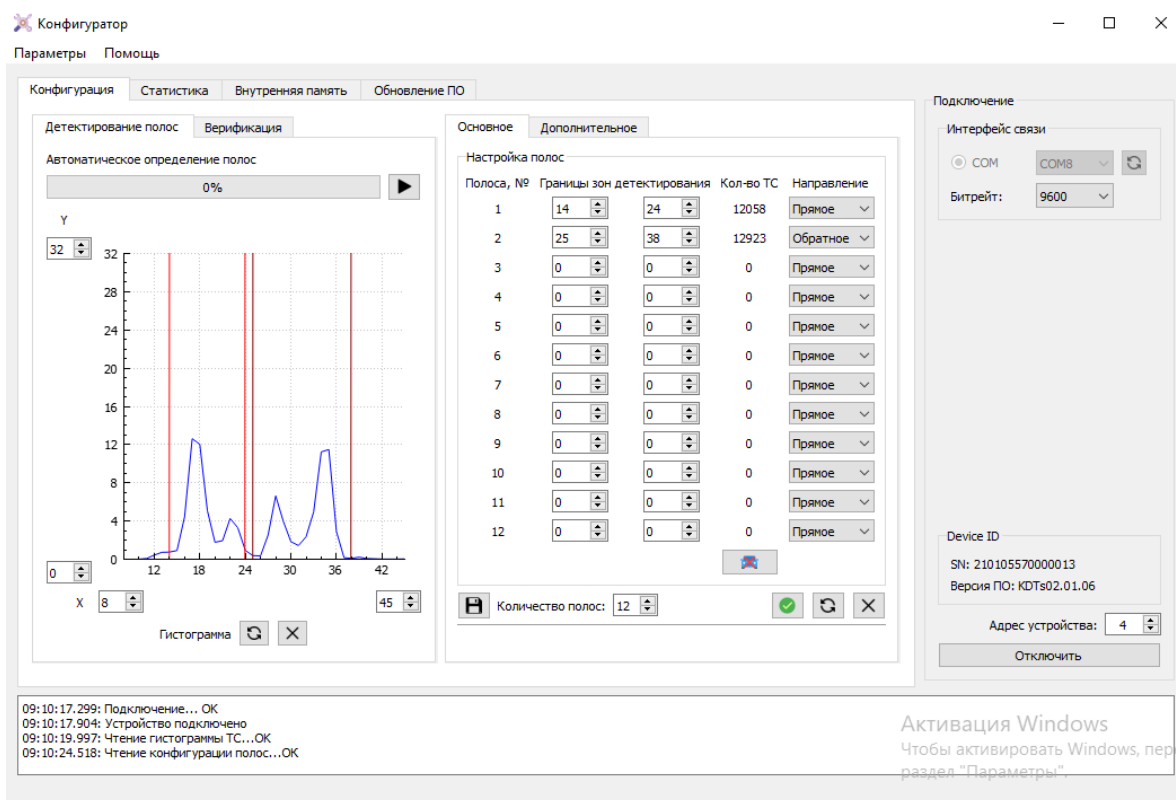 Конфигуратор
Параметры Помощь
Конфигурация Статистика Внутренняя память Обновление ПО
Детектирование полос Верификация
Автоматическое определение полос
0%
Y
32
32
28
24
20
16
12
8
4
0
0
12 18 24 30 36 42
X 8 45
Гистограмма
Основное Дополнительное
Настройка полос
Полоса, № Границы зон детектирования Кол-во ТС Направление
1 14 24 12058 Прямое
2 25 38 12923 Обратное
3 0 0 0 Прямое
4 0 0 0 Прямое
5 0 0 0 Прямое
6 0 0 0 Прямое
7 0 0 0 Прямое
8 0 0 0 Прямое
9 0 0 0 Прямое
10 0 0 0 Прямое
11 0 0 0 Прямое
12 0 0 0 Прямое
Количество полос: 12
Подключение
Интерфейс связи
COM COM8
Битрейт: 9600
Device ID
SN: 210105570000013
Версия ПО: KDTs02.01.06
Адрес устройства: 4
Отключить
09:10:17.299: Подключение... OK
09:10:17.904: Устройство подключено
09:10:19.997: Чтение гистограммы ТС...OK
09:10:24.518: Чтение конфигурации полос...OK
Активация Windows
Чтобы активировать Windows, пер
раздел "Параметры".